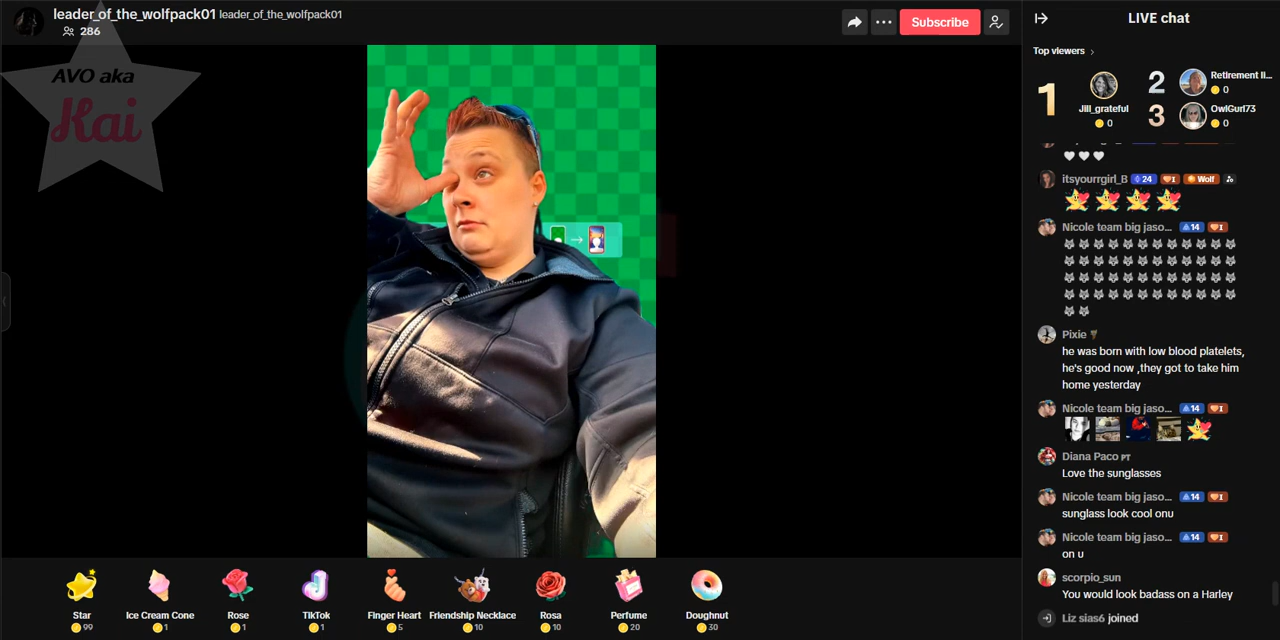 leader_of_the_wolfpack01 leader_of_the_wolfpack01
286
Subscribe
AVO aka
Kai
LIVE chat
Top viewers
1
Jill_grateful
0
2
Retirement li...
0
3
OwlGurl73
0
itsyourrgirl_B 24 I Wolf
Nicole team big jaso... 14 I
Pixie
he was born with low blood platelets,
he's good now ,they got to take him
home yesterday
Nicole team big jaso... 14 I
Diana Paco PT
Love the sunglasses
Nicole team big jaso... 14 I
sunglass look cool onu
Nicole team big jaso... 14 I
on u
scorpio_sun
You would look badass on a Harley
Liz sias6 joined
Star
99
Ice Cream Cone
1
Rose
1
TikTok
1
Finger Heart
5
Friendship Necklace
10
Rosa
10
Perfume
20
Doughnut
30